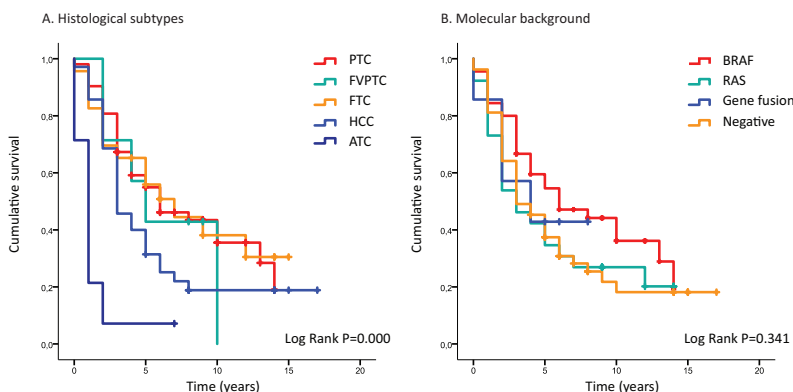 A. Histological subtypes
PTC
FVPTC
FTC
HCC
ATC
Cumulative survival
1,0
0,8
0,6
0,4
0,2
0,0
0
5
10
15
20
Time (years)
Log Rank P=0.000
B. Molecular background
BRAF
RAS
Gene fusion
Negative
Cumulative survival
1,0
0,8
0,6
0,4
0,2
0,0
0
5
10
15
20
Time (years)
Log Rank P=0.341